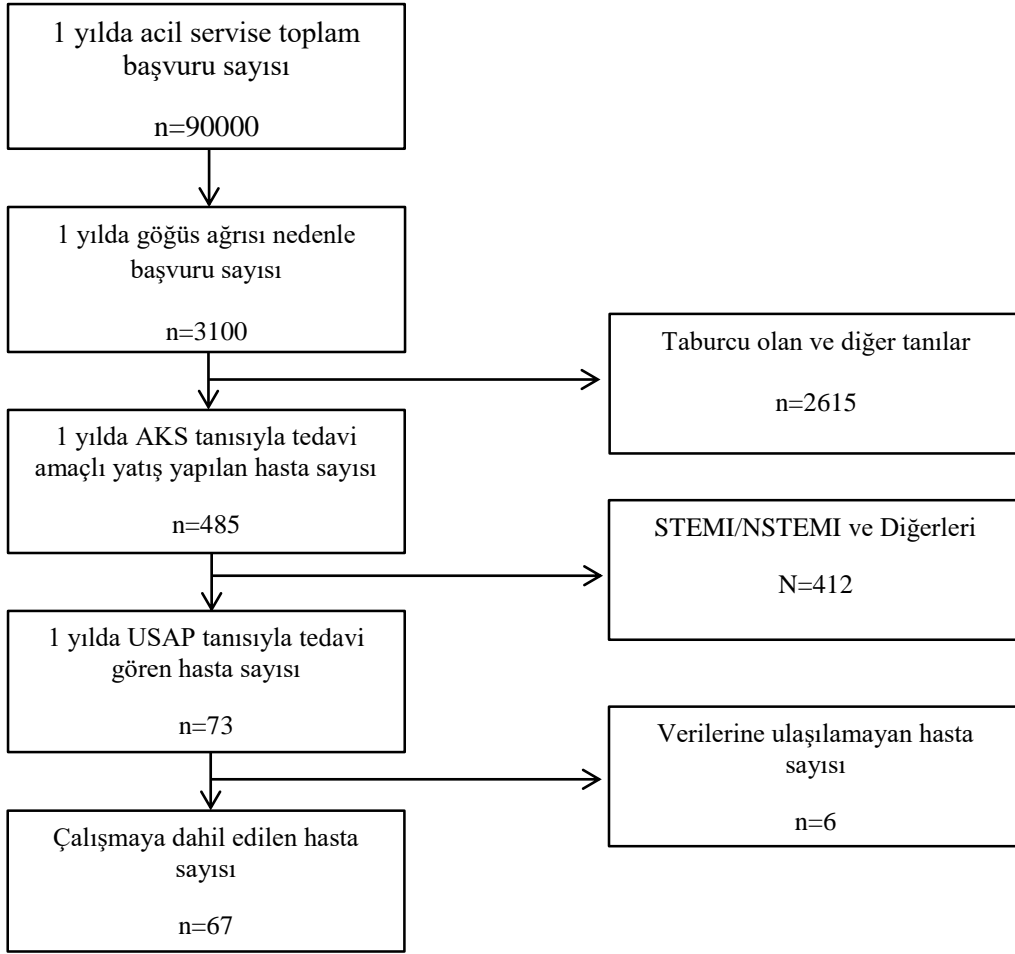 1 yılda acil servise toplam
başvuru sayısı
n=90000
1 yılda göğüs ağrısı nedenle
başvuru sayısı
n=3100
Taburcu olan ve diğer tanılar
n=2615
1 yılda AKS tanısıyla tedavi
amaçlı yatış yapılan hasta sayısı
n=485
STEMI/NSTEMI ve Diğerleri
N=412
1 yılda USAP tanısıyla tedavi
gören hasta sayısı
n=73
Verilerine ulaşılamayan hasta
sayısı
n=6
Çalışmaya dahil edilen hasta
sayısı
n=67